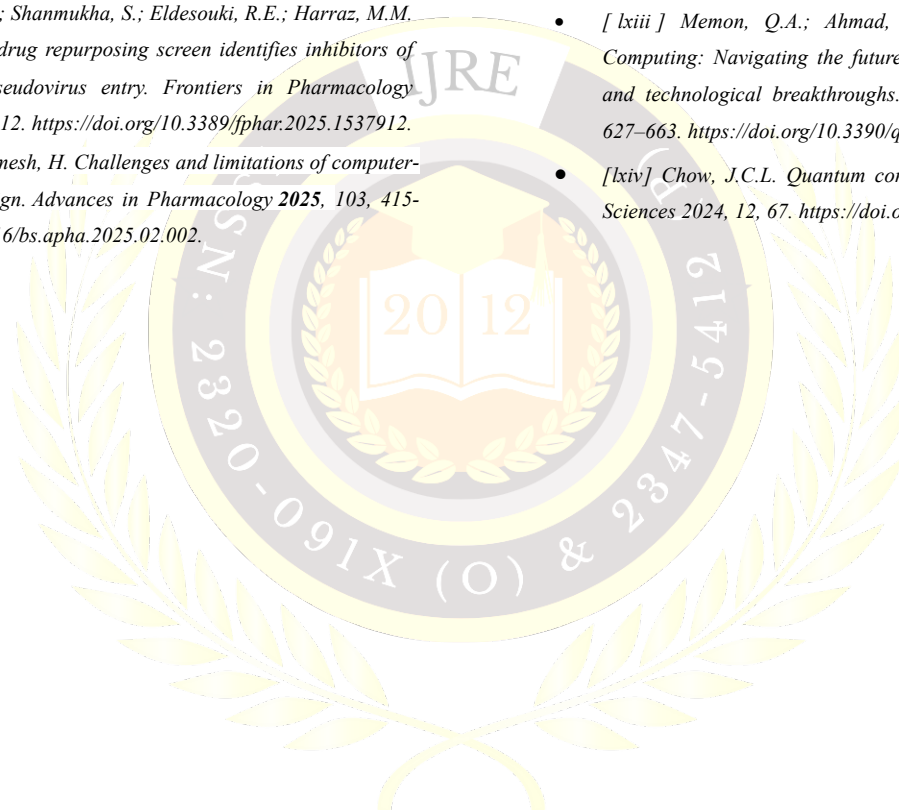 ; Shanmukha, S.; Eldesouki, R.E.; Harraz, M.M.
drug repurposing screen identifies inhibitors of
seudovirus entry. Frontiers in Pharmacology
12. https://doi.org/10.3389/fphar.2025.1537912.
mesh, H. Challenges and limitations of computer-
gn. Advances in Pharmacology 2025, 103, 415-
6/bs.apha.2025.02.002.
• [ lxiii ] Memon, Q.A.; Ahmad,
Computing: Navigating the future
and technological breakthroughs.
627–663. https://doi.org/10.3390/q
• [lxiv] Chow, J.C.L. Quantum con
Sciences 2024, 12, 67. https://doi.o
IJRE
20 12
N: 2320-091X (O) & 2347-5412